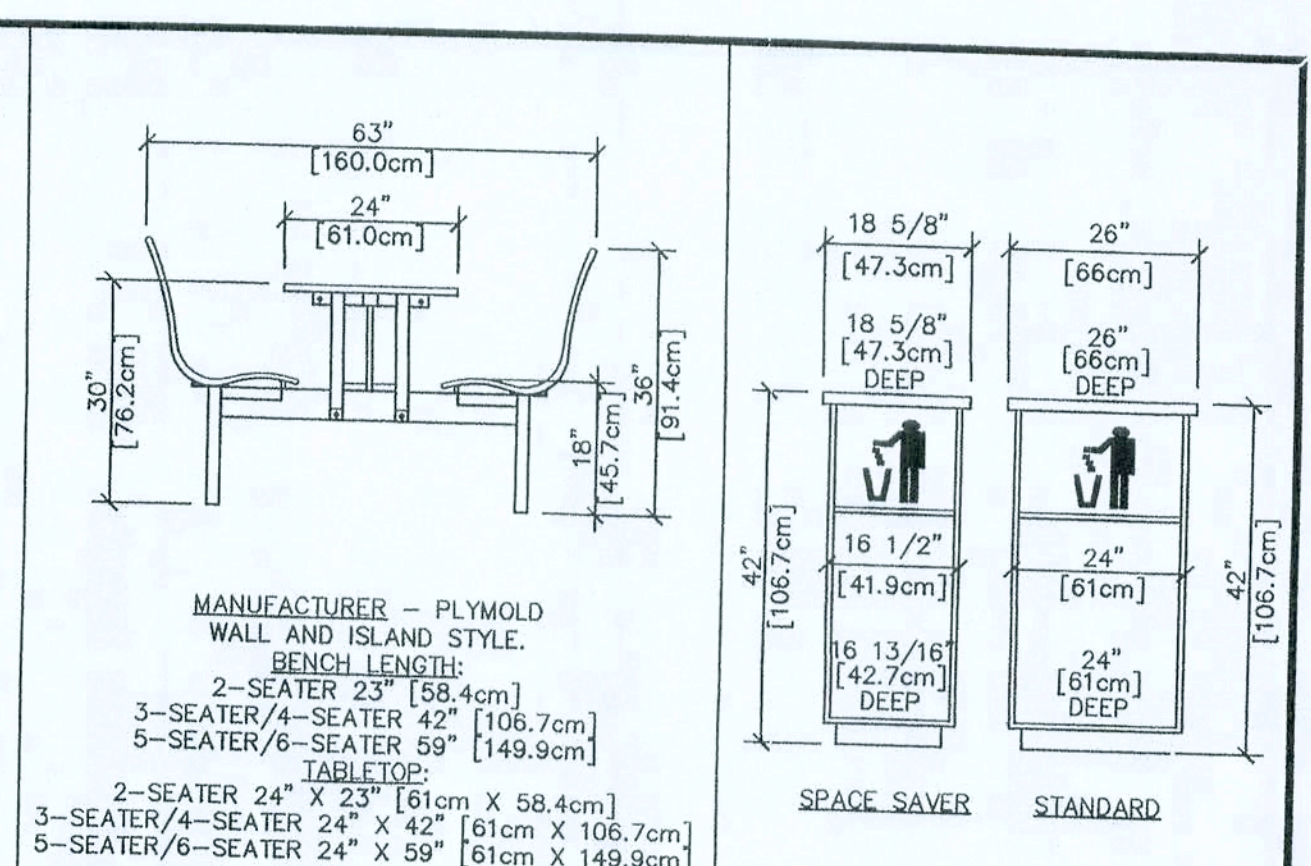 63"
[160.0cm]
24"
[61.0cm]
30"
[76.2cm]
18"
[45.7cm]
36"
[91.4cm]
MANUFACTURER - PLYMOLD
WALL AND ISLAND STYLE.
BENCH LENGTH:
2-SEATER 23" [58.4cm]
3-SEATER/4-SEATER 42" [106.7cm]
5-SEATER/6-SEATER 59" [149.9cm]
TABLETOP:
2-SEATER 24" X 23" [61cm X 58.4cm]
3-SEATER/4-SEATER 24" X 42" [61cm X 106.7cm]
5-SEATER/6-SEATER 24" X 59" [61cm X 149.9cm]
18 5/8"
[47.3cm]
18 5/8"
[47.3cm]
DEEP
42"
[106.7cm]
16 1/2"
[41.9cm]
16 13/16"
[42.7cm]
DEEP
SPACE SAVER
26"
[66cm]
26"
[66cm]
DEEP
24"
[61cm]
24"
[61cm]
DEEP
42"
[106.7cm]
STANDARD